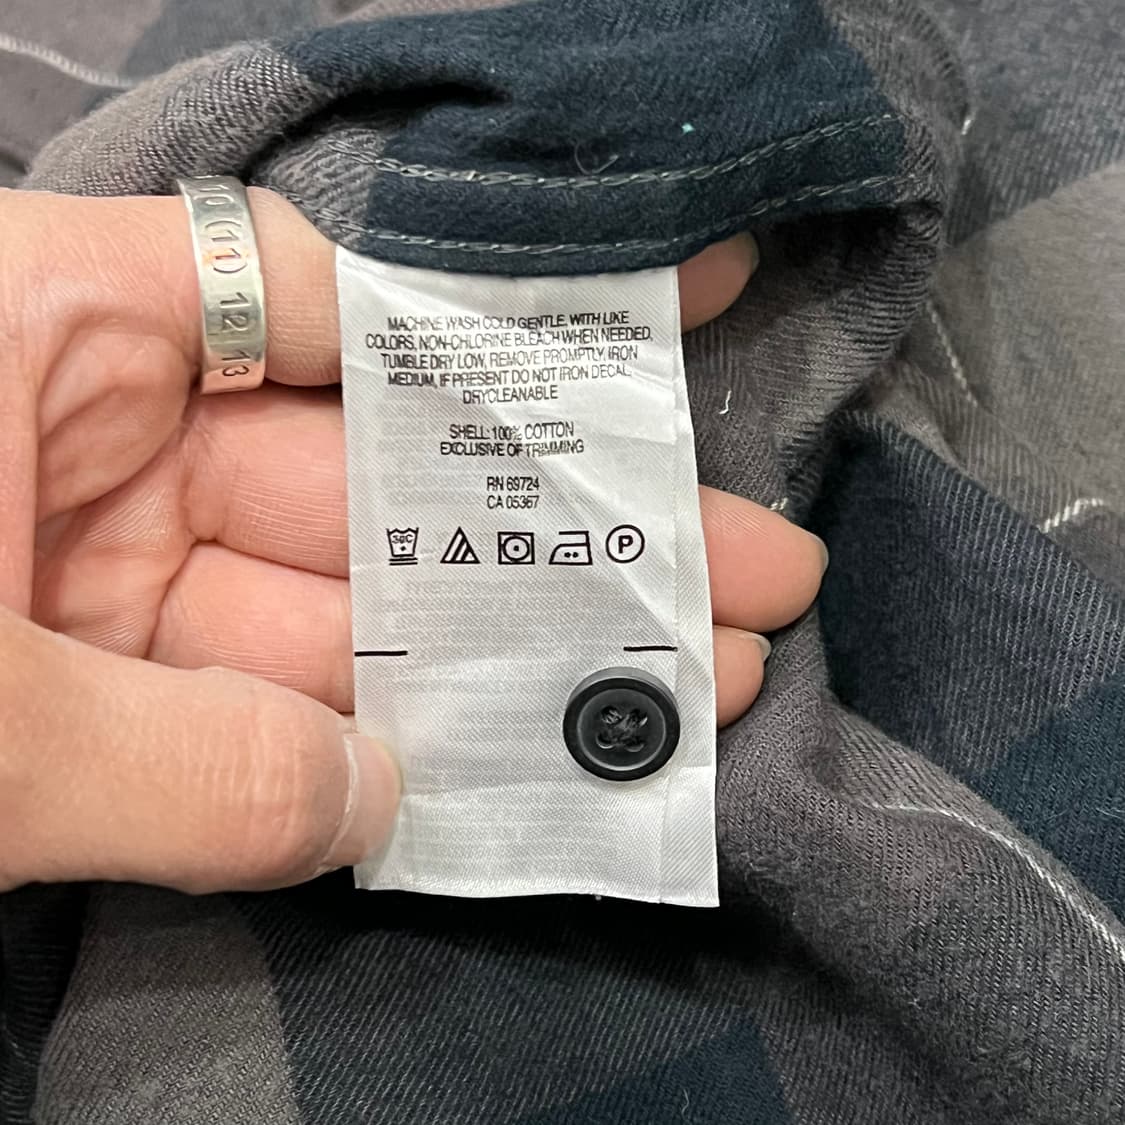 10 (11) 12 13
MACHINE WASH COLD GENTLE, WITH LIKE
COLORS, NON-CHLORINE BLEACH WHEN NEEDED,
TUMBLE DRY LOW, REMOVE PROMPTLY, IRON
MEDIUM, IF PRESENT DO NOT IRON DECAL,
DRYCLEANABLE
SHELL: 100% COTTON
EXCLUSIVE OF TRIMMING
RN 69724
CA 05367
30C
P